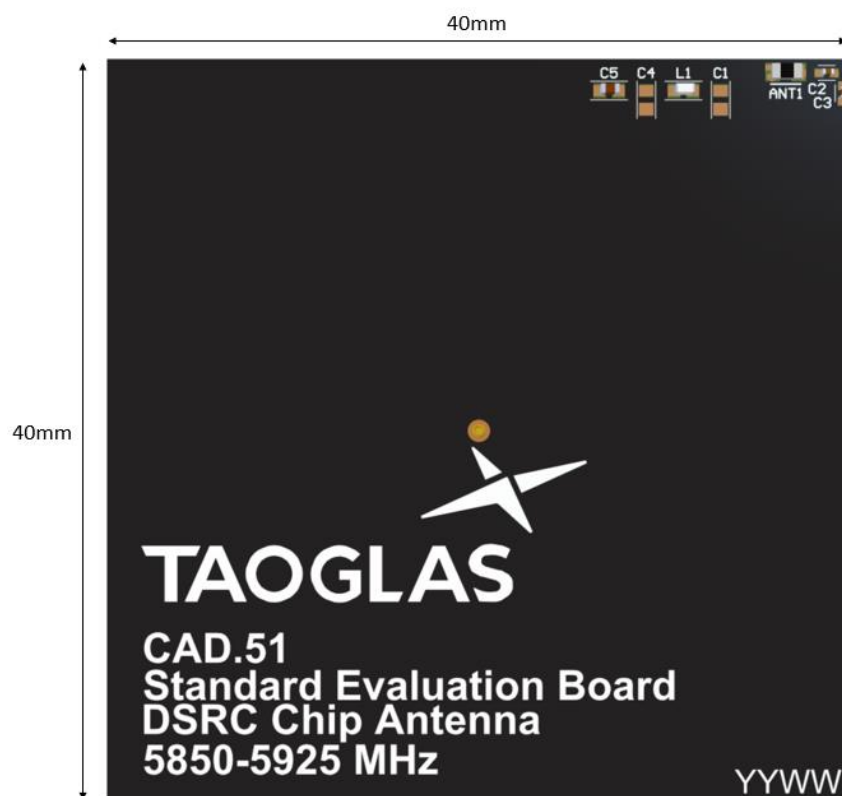 40mm
C5 C4 L1 C1
ANT1 C2
C3
40mm
TAOGLAS
CAD.51
Standard Evaluation Board
DSRC Chip Antenna
5850-5925 MHz
YYWW